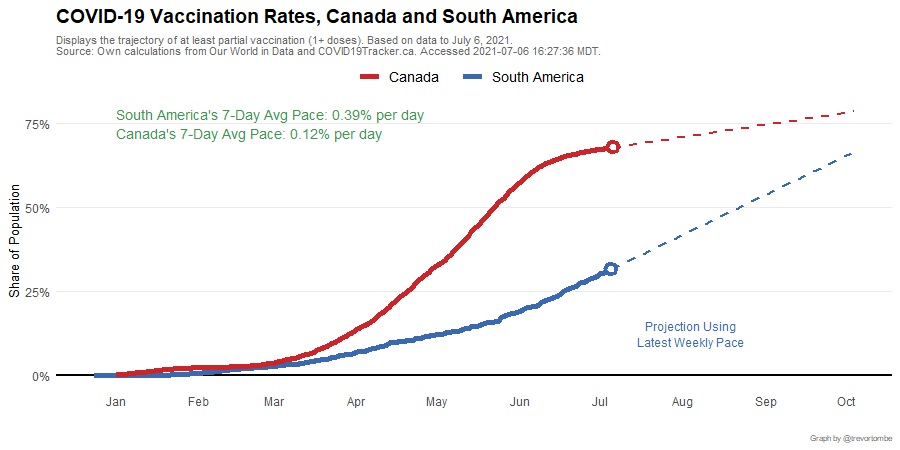 COVID-19 Vaccination Rates, Canada and South America
Displays the trajectory of at least partial vaccination (1+ doses). Based on data to July 6, 2021.
Source: Own calculations from Our World in Data and COVID19Tracker.ca. Accessed 2021-07-06 16:27:36 MDT.
Canada South America
South America's 7-Day Avg Pace: 0.39% per day
Canada's 7-Day Avg Pace: 0.12% per day
75%
50%
25%
0%
Share of Population
Projection Using
Latest Weekly Pace
Jan Feb Mar Apr May Jun Jul Aug Sep Oct
Graph by @trevortombe